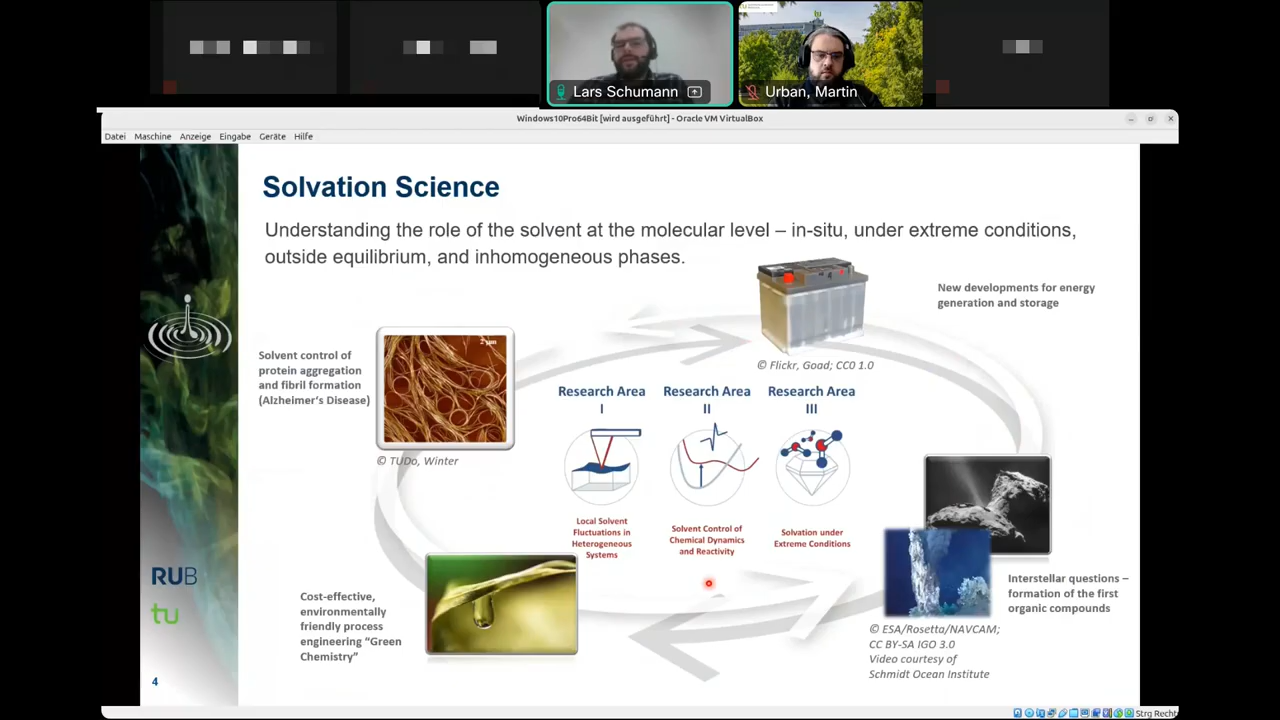 Lars Schumann
Urban, Martin
Windows10Pro64Bit [wird ausgeführt] - Oracle VM VirtualBox
Datei Maschine Anzeige Eingabe Geräte Hilfe
Solvation Science
Understanding the role of the solvent at the molecular level – in-situ, under extreme conditions,
outside equilibrium, and inhomogeneous phases.
New developments for energy
generation and storage
Solvent control of
protein aggregation
and fibril formation
(Alzheimer's Disease)
2 µm
© TUDo, Winter
© Flickr, Goad; CC0 1.0
Research Area
I
Research Area
II
Research Area
III
Local Solvent
Fluctuations in
Heterogeneous
Systems
Solvent Control of
Chemical Dynamics
and Reactivity
Solvation under
Extreme Conditions
RUB
tu
Cost-effective,
environmentally
friendly process
engineering “Green
Chemistry”
Interstellar questions –
formation of the first
organic compounds
© ESA/Rosetta/NAVCAM;
CC BY-SA IGO 3.0
Video courtesy of
Schmidt Ocean Institute
4
Strg Recht